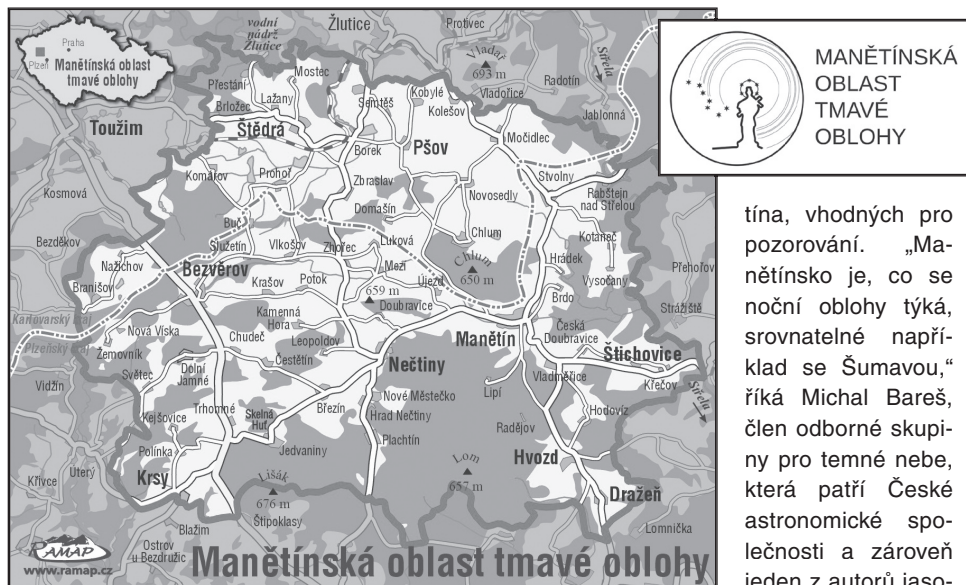 Praha
Plzeň
Manětínská oblast
tmavé oblohy
vodní
nádrž
Žlutice
Žlutice
Protivec
Vladař
693 m
Vladořice
Radotín
Střela
Jablonná
Mostec
Přestání
Lažany
Brložec
Štědrá
Toužim
Semtěš
Kobylé
Kolešov
Borek
Pšov
Močidlec
Kosmová
Komárov
Prohoř
Zbraslav
Domašín
Novosedly
Stvolny
Rabštejn
nad Střelou
Buč
Bezděkov
Služetín
Vlkošov
Zhořec
Luková
Chlum
Chlum
650 m
Kotaneč
Hrádek
Vysočany
Přehořov
Nažichov
Bezvěrov
Branišov
Krašov
Potok
Mezí
659 m
Újezd
Doubravice
Brdo
Strážiště
Karlovarský kraj
Plzeňský kraj
Nová Víska
Kamenná
Hora
Chudeč
Leopoldov
Manětín
Česká
Doubravice
Štichovice
Žernovník
Světec
Dolní
Jamné
Čestětín
Nečtiny
Vladměřice
Křečov
Vidžín
Střela
Lipí
Nové Městečko
Kejšovice
Trhomné
Skelná
Huť
Březín
Hrad Nečtiny
Hodovíz
Radějov
Polínka
Plachtín
Jedvaniny
Hvozd
Křivce
Úterý
Krsy
Lišák
676 m
Lom
657 m
Dražeň
Štipoklasy
Blažim
Lomnička
Ostrov
u Bezdružic
RAMAP
www.ramap.cz
Manětínská oblast tmavé oblohy
MANĚTÍNSKÁ
OBLAST
TMAVÉ
OBLOHY
tína, vhodných pro
pozorování. „Ma-
nětínsko je, co se
noční oblohy týká,
srovnatelné napří-
klad se Šumavou,“
říká Michal Bareš,
člen odborné skupi-
ny pro temné nebe,
která patří České
astronomické spo-
lečnosti a zároveň
jeden z autorů jaso-